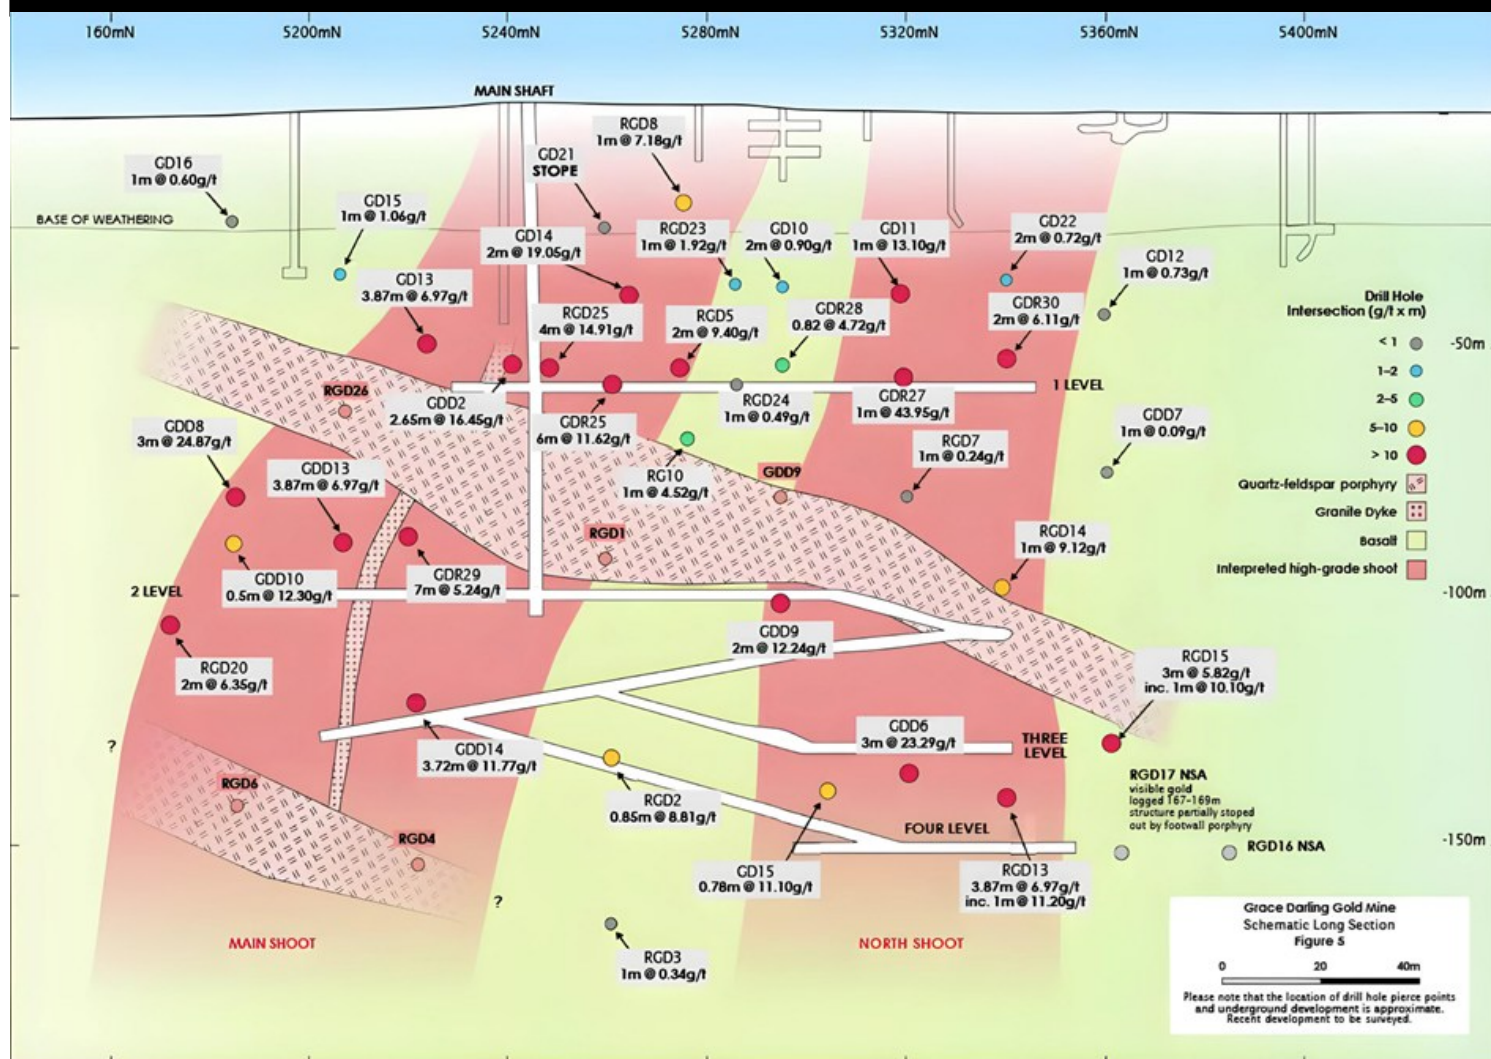 160mN
5200mN
5240mN
5280mN
5320mN
5360mN
5400mN
MAIN SHAFT
RGD8
1m @ 7.18g/t
GD21
STOPE
GD16
1m @ 0.60g/t
BASE OF WEATHERING
GD15
1m @ 1.06g/t
GD14
2m @ 19.05g/t
RGD23
1m @ 1.92g/t
GD10
2m @ 0.90g/t
GD11
1m @ 13.10g/t
GD22
2m @ 0.72g/t
GD12
1m @ 0.73g/t
GD13
3.87m @ 6.97g/t
RGD25
4m @ 14.91g/t
RGD5
2m @ 9.40g/t
GDR28
0.82 @ 4.72g/t
GDR30
2m @ 6.11g/t
Drill Hole
Intersection (g/t x m)
< 1
1-2
2-5
5-10
> 10
Quartz-feldspar porphyry
Granite Dyke
Basalt
Interpreted high-grade shoot
-50m
-100m
-150m
1 LEVEL
RGD26
GDD2
2.65m @ 16.45g/t
GDR25
6m @ 11.62g/t
RGD24
1m @ 0.49g/t
GDR27
1m @ 43.95g/t
GDD7
1m @ 0.09g/t
GDD8
3m @ 24.87g/t
GDD13
3.87m @ 6.97g/t
RG10
1m @ 4.52g/t
GDD9
RGD7
1m @ 0.24g/t
RGD1
RGD14
1m @ 9.12g/t
GDD10
0.5m @ 12.30g/t
GDR29
7m @ 5.24g/t
2 LEVEL
GDD9
2m @ 12.24g/t
RGD20
2m @ 6.35g/t
RGD15
3m @ 5.82g/t
inc. 1m @ 10.10g/t
?
GDD14
3.72m @ 11.77g/t
GDD6
3m @ 23.29g/t
THREE
LEVEL
RGD17 NSA
visible gold
logged 167-169m
structure partially stoped
out by footwall porphyry
RGD6
RGD2
0.85m @ 8.81g/t
RGD4
FOUR LEVEL
RGD16 NSA
GD15
0.78m @ 11.10g/t
RGD13
3.87m @ 6.97g/t
inc. 1m @ 11.20g/t
?
MAIN SHOOT
NORTH SHOOT
RGD3
1m @ 0.34g/t
Grace Darling Gold Mine
Schematic Long Section
Figure 5
0 20 40m
Please note that the location of drill hole pierce points
and underground development is approximate.
Recent development to be surveyed.